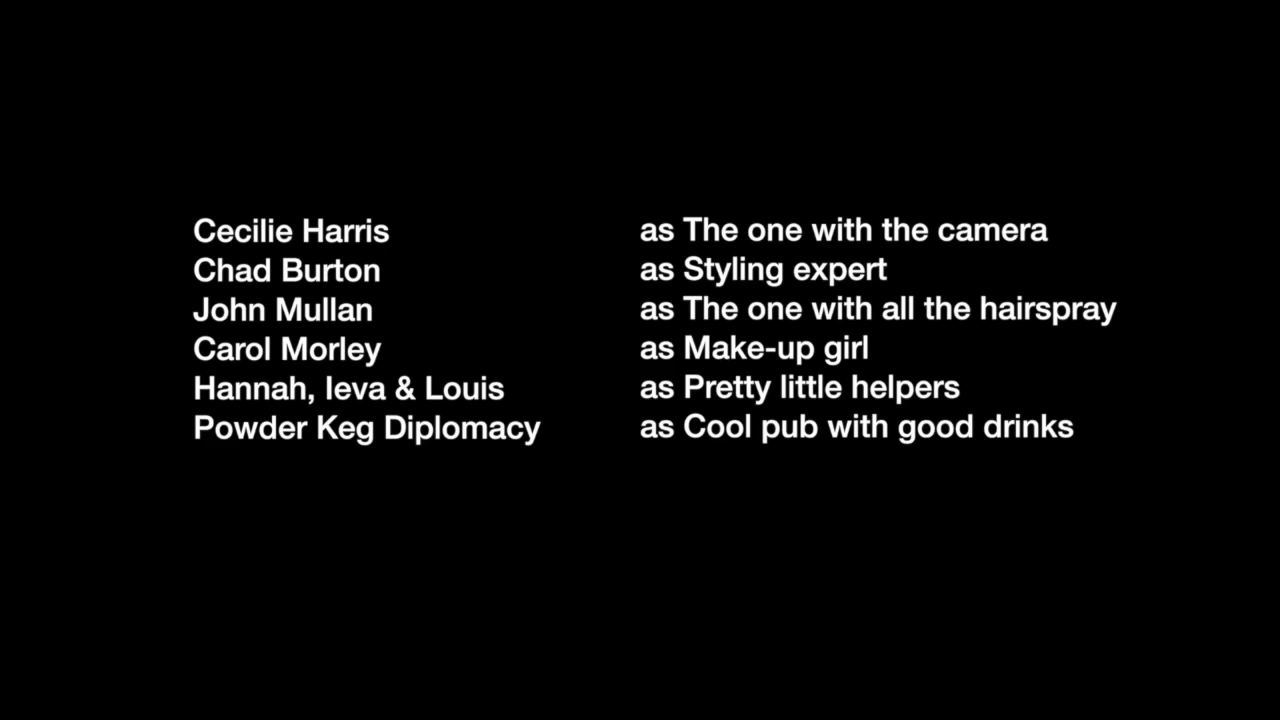 Cecilie Harris as The one with the camera
Chad Burton as Styling expert
John Mullan as The one with all the hairspray
Carol Morley as Make-up girl
Hannah, Ieva & Louis as Pretty little helpers
Powder Keg Diplomacy as Cool pub with good drinks